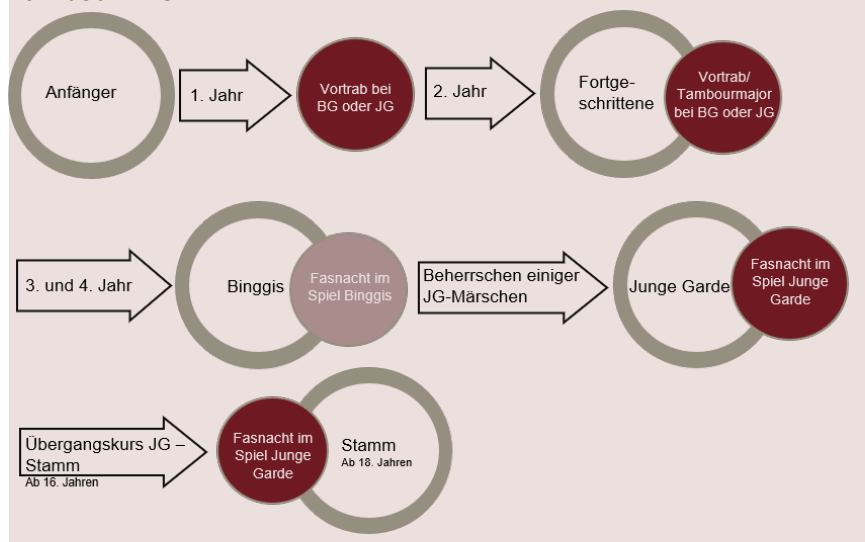 Anfänger
1. Jahr
Vortrab bei
BG oder JG
2. Jahr
Fortge-
schrittene
Vortrab/
Tambourmajor
bei BG oder JG
3. und 4. Jahr
Binggis
Fasnacht im
Spiel Binggis
Beherrschen einiger
JG-Märschen
Junge Garde
Fasnacht im
Spiel Junge
Garde
Übergangskurs JG –
Stamm
Ab 16. Jahren
Fasnacht im
Spiel Junge
Garde
Stamm
Ab 18. Jahren